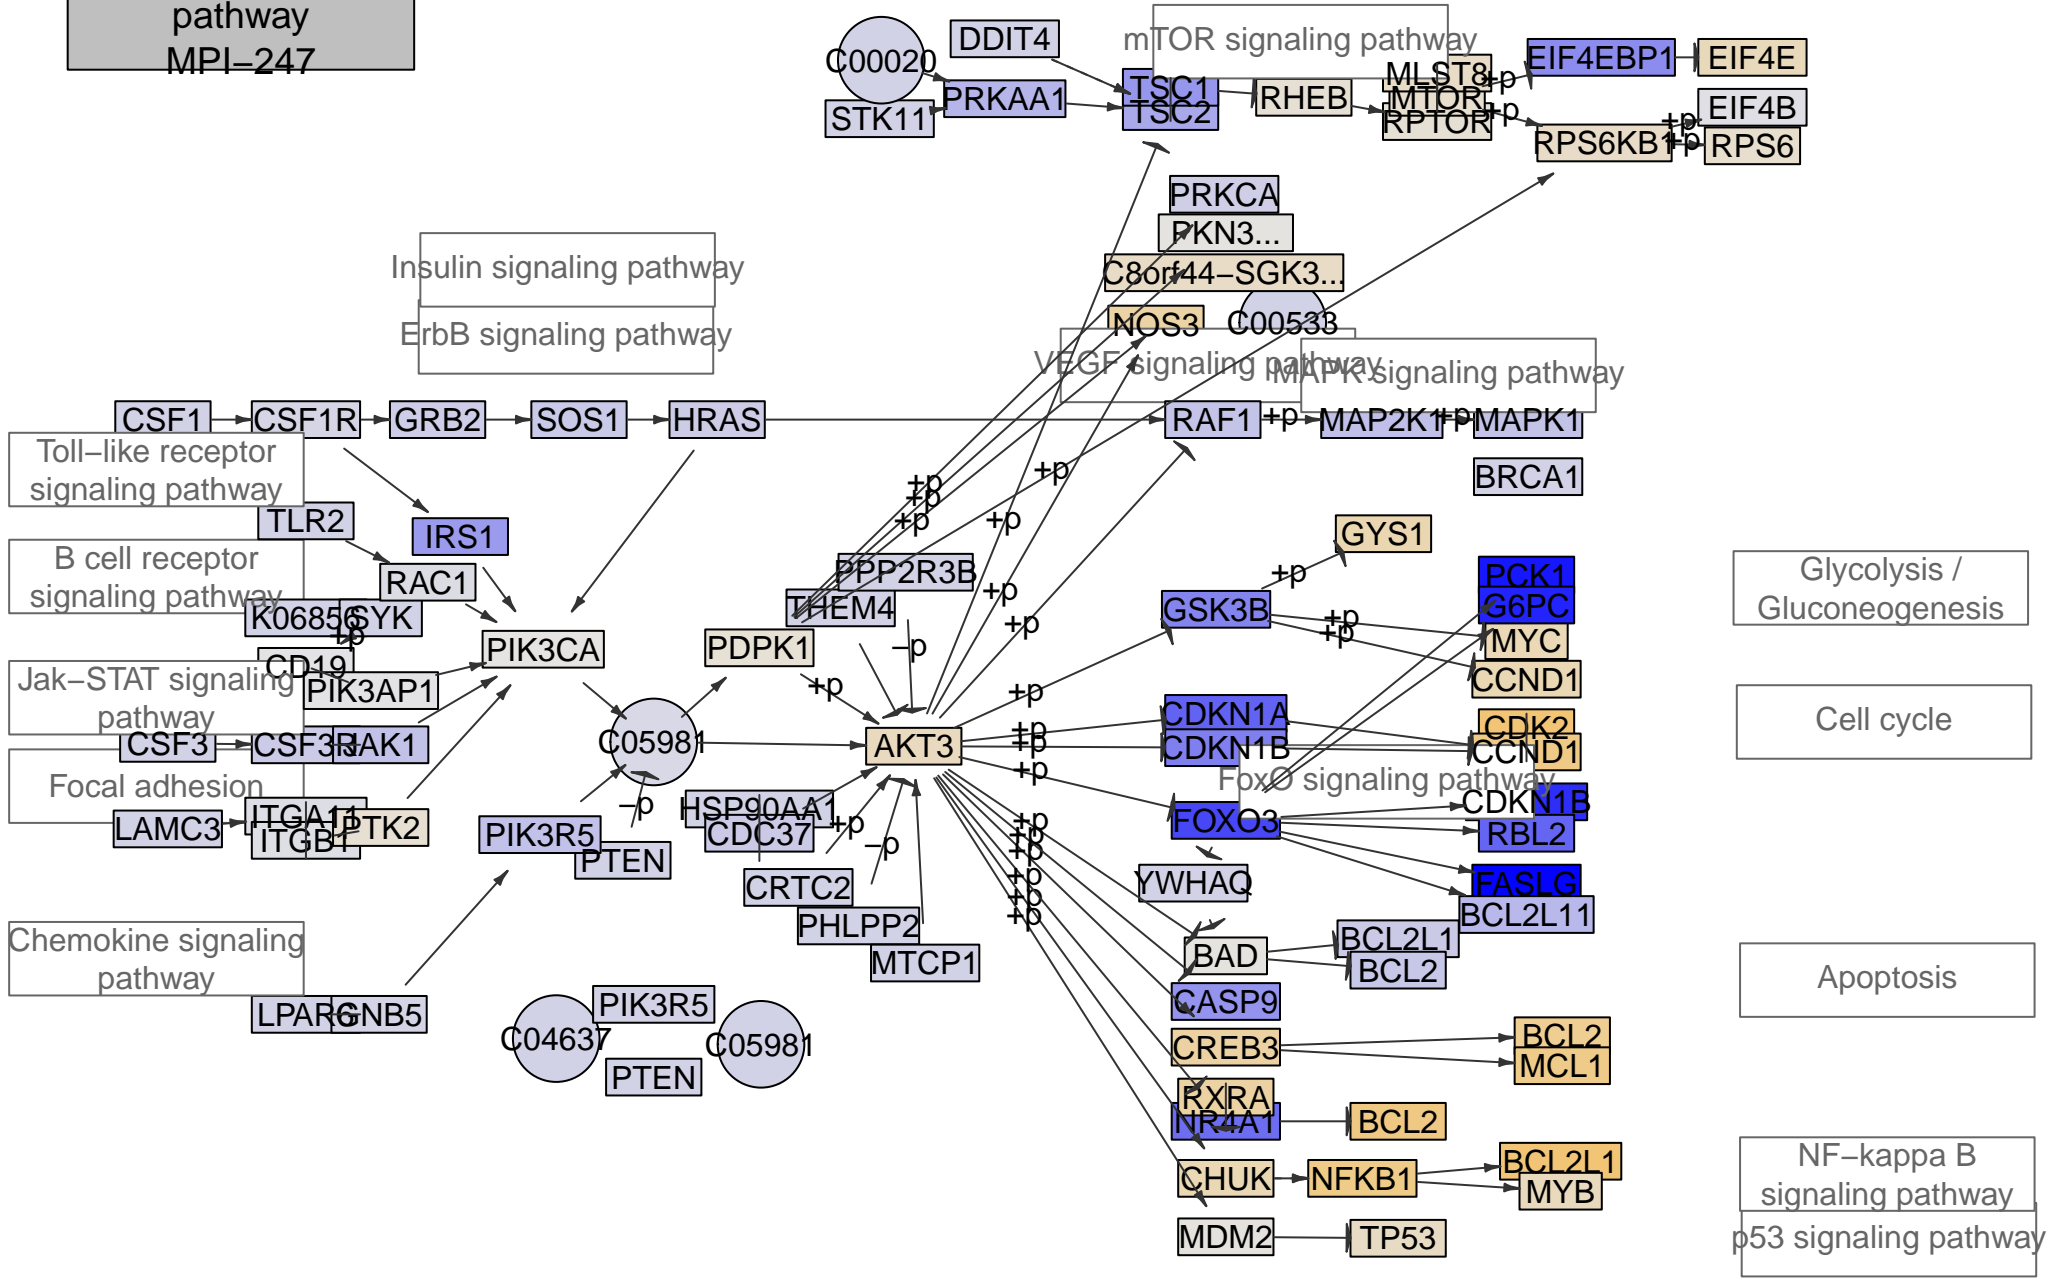 pathway
MPI–247
C00020
DDIT4
STK11
PRKAA1
TSC1
TSC2
mTOR signaling pathway
RHEB
MLST8
MTOR
RPTOR
+p
+p
EIF4EBP1
EIF4E
EIF4B
RPS6KB1
+p
+p
RPS6
PRKCA
PKN3...
C8orf44–SGK3...
NOS3
C00533
Insulin signaling pathway
ErbB signaling pathway
VEGF signaling pathway
MAPK signaling pathway
CSF1
CSF1R
GRB2
SOS1
HRAS
RAF1
+p
MAP2K1
+p
MAPK1
BRCA1
Toll–like receptor
signaling pathway
TLR2
IRS1
B cell receptor
signaling pathway
RAC1
K06856
SYK
+p
CD19
PIK3AP1
PIK3CA
Jak–STAT signaling
pathway
CSF3
CSF3R
JAK1
Focal adhesion
LAMC3
ITGA11
ITGB1
PTK2
Chemokine signaling
pathway
LPAR6
GNB5
+p
+p
+p
+p
+p
+p
+p
PPP2R3B
THEM4
PDPK1
+p
–p
C05981
AKT3
PIK3R5
–p
PTEN
HSP90AA1
CDC37
+p
–p
CRTC2
PHLPP2
MTCP1
C04637
PIK3R5
PTEN
C05981
GYS1
+p
GSK3B
+p
+p
PCK1
G6PC
MYC
CCND1
+p
+p
+p
+p
CDKN1A
CDKN1B
CDK2
CCND1
FoxO signaling pathway
FOXO3
CDKN1B
RBL2
FASLG
BCL2L11
+p
+p
+p
+p
+p
+p
YWHAQ
BAD
BCL2L1
BCL2
CASP9
CREB3
BCL2
MCL1
RXRA
NR4A1
BCL2
CHUK
NFKB1
BCL2L1
MYB
MDM2
TP53
Glycolysis /
Gluconeogenesis
Cell cycle
Apoptosis
NF–kappa B
signaling pathway
p53 signaling pathway